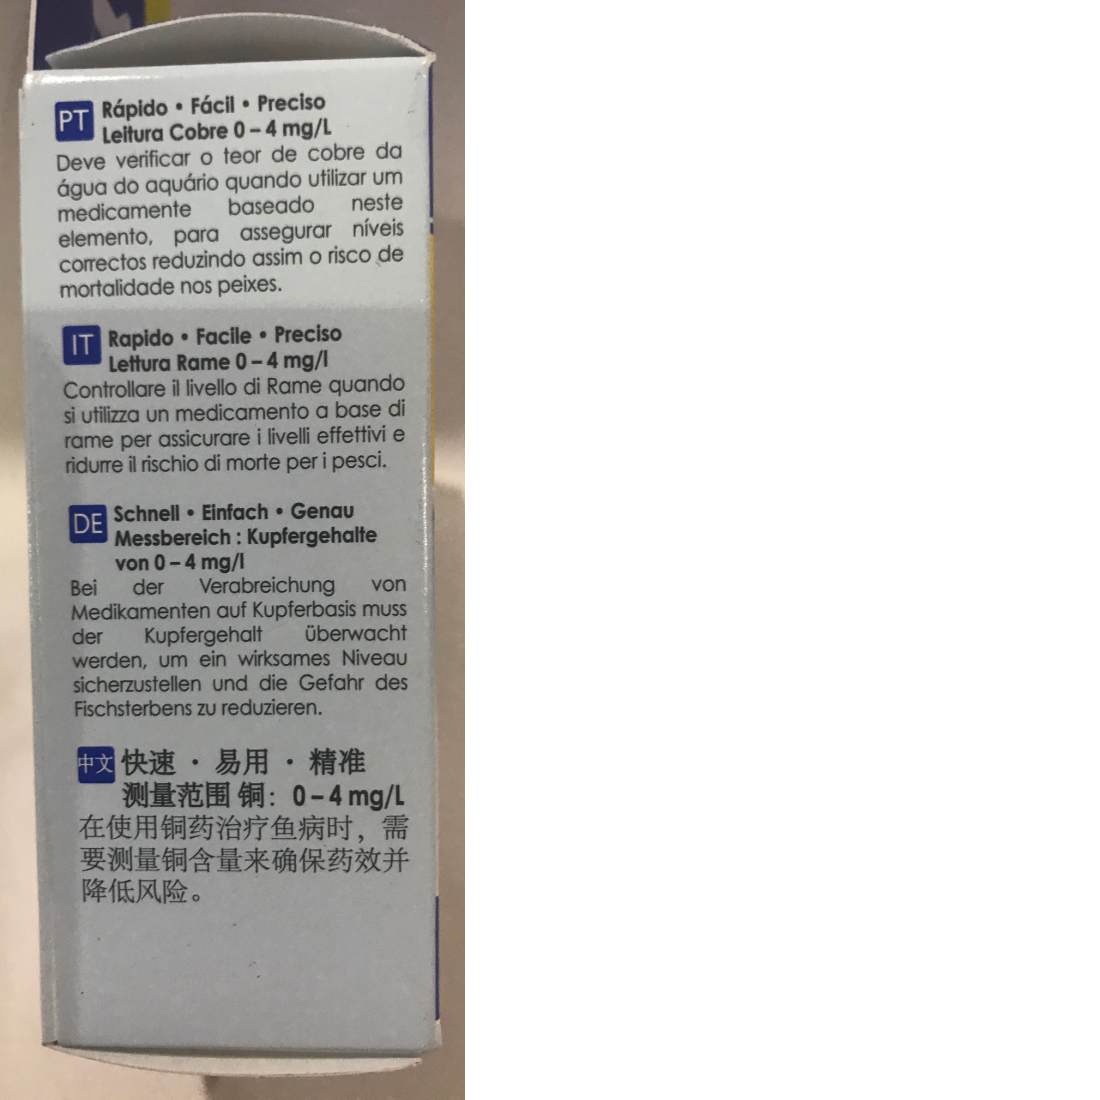 PT Rápido • Fácil • Preciso
Leitura Cobre 0 – 4 mg/L
Deve verificar o teor de cobre da
água do aquário quando utilizar um
medicamente baseado neste
elemento, para assegurar níveis
correctos reduzindo assim o risco de
mortalidade nos peixes.
IT Rapido • Facile • Preciso
Lettura Rame 0 – 4 mg/l
Controllare il livello di Rame quando
si utilizza un medicamento a base di
rame per assicurare i livelli effettivi e
ridurre il rischio di morte per i pesci.
DE Schnell • Einfach • Genau
Messbereich : Kupfergehalte
von 0 – 4 mg/l
Bei der Verabreichung von
Medikamenten auf Kupferbasis muss
der Kupfergehalt überwacht
werden, um ein wirksames Niveau
sicherzustellen und die Gefahr des
Fischsterbens zu reduzieren.
中文 快速 · 易用 · 精准
测量范围 铜：0 – 4 mg/L
在使用铜药治疗鱼病时，需
要测量铜含量来确保药效并
降低风险。